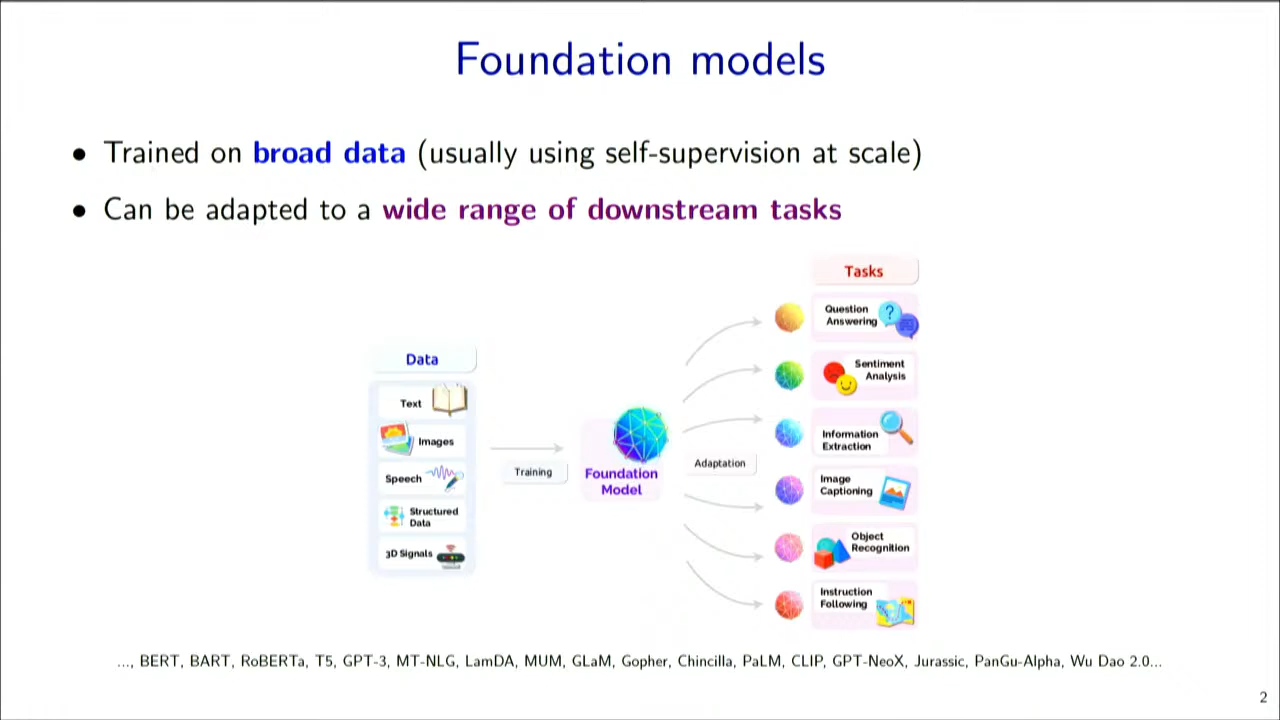 Foundation models
• Trained on broad data (usually using self-supervision at scale)
• Can be adapted to a wide range of downstream tasks
Data
Text
Images
Speech
Structured
Data
3D Signals
Training
Foundation
Model
Adaptation
Tasks
Question
Answering
?
Sentiment
Analysis
Information
Extraction
Image
Captioning
Object
Recognition
Instruction
Following
..., BERT, BART, RoBERTa, T5, GPT-3, MT-NLG, LamDA, MUM, GLaM, Gopher, Chincilla, PaLM, CLIP, GPT-NeoX, Jurassic, PanGu-Alpha, Wu Dao 2.0...
2